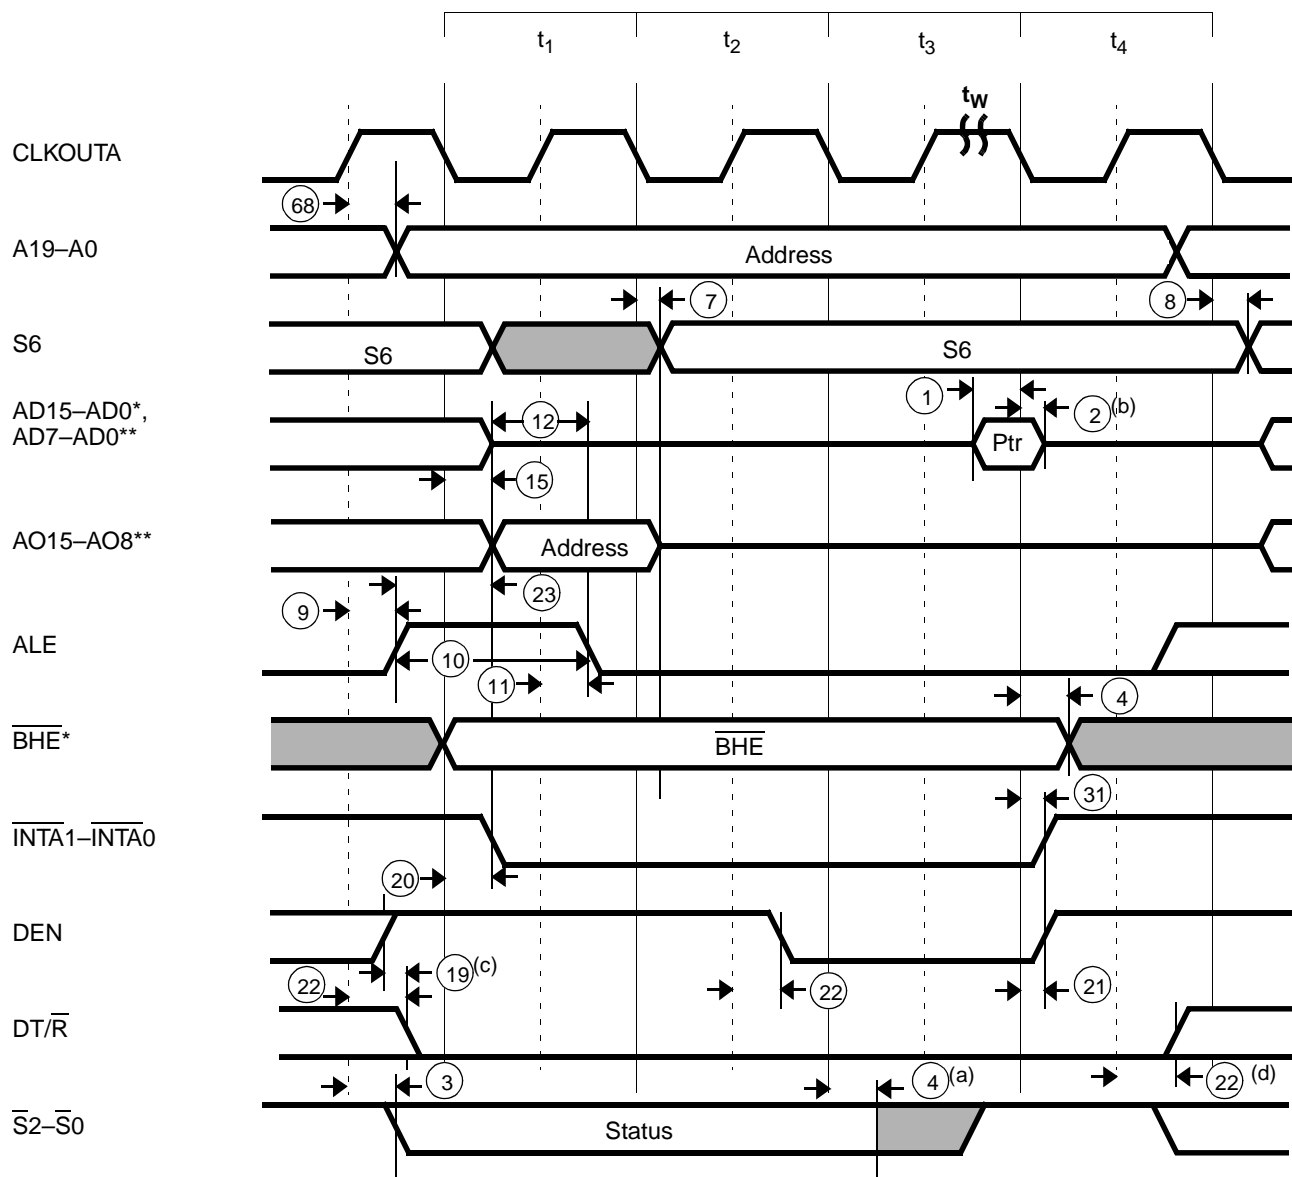 t1 t2 t3 t4
tW
CLKOUTA
68
A19–A0
Address
7
8
S6
S6
S6
1
2(b)
AD15–AD0*,
AD7–AD0**
12
Ptr
15
AO15–AO8**
Address
23
9
ALE
10
11
4
BHE*
BHE
31
INTA1–INTA0
20
DEN
19(c)
22
22
21
DT/R
3
4(a)
22(d)
S2–S0
Status